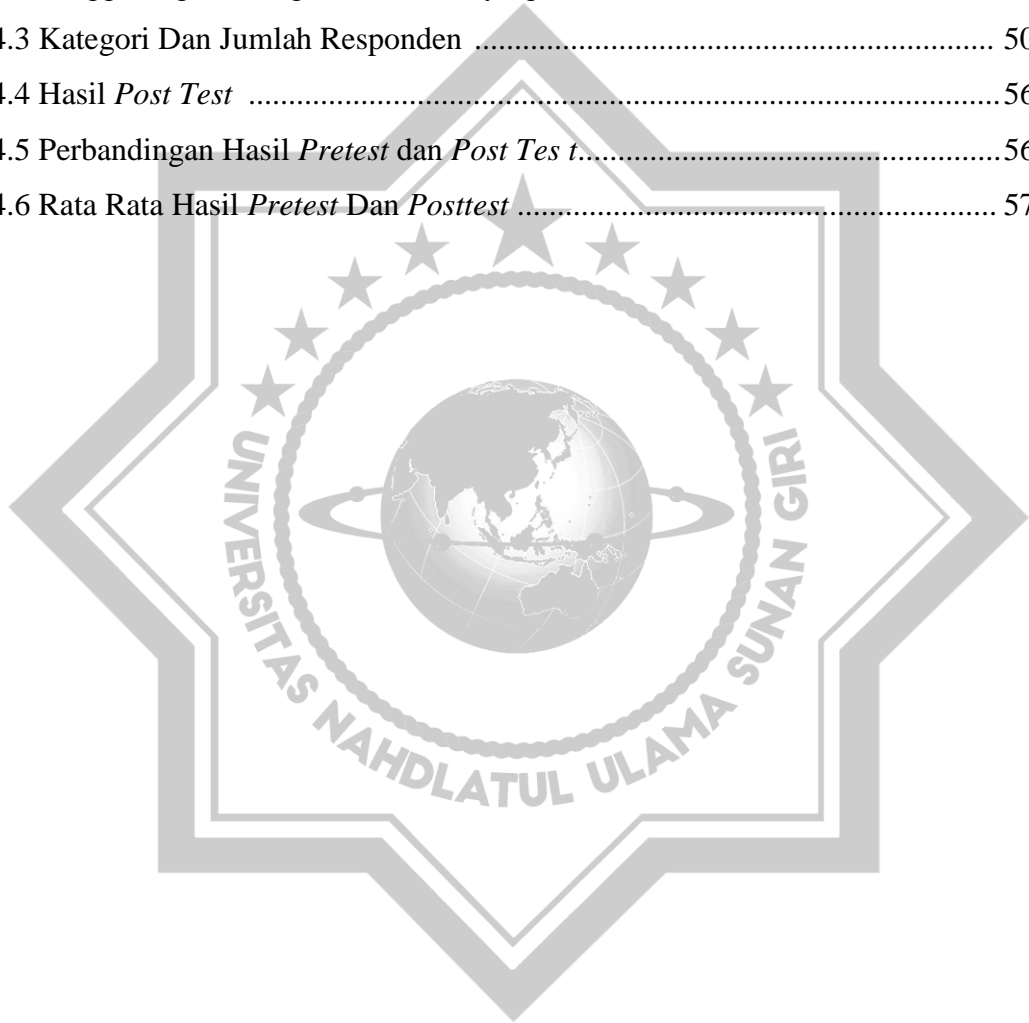 4.3 Kategori Dan Jumlah Responden ........................................................................ 50
4.4 Hasil Post Test ........................................................................................................ 56
4.5 Perbandingan Hasil Pretest dan Post Tes t.......................................................... 56
4.6 Rata Rata Hasil Pretest Dan Posttest .................................................................. 57
UNIVERSITAS NAHDLATUL ULAMA SUNAN GIRI